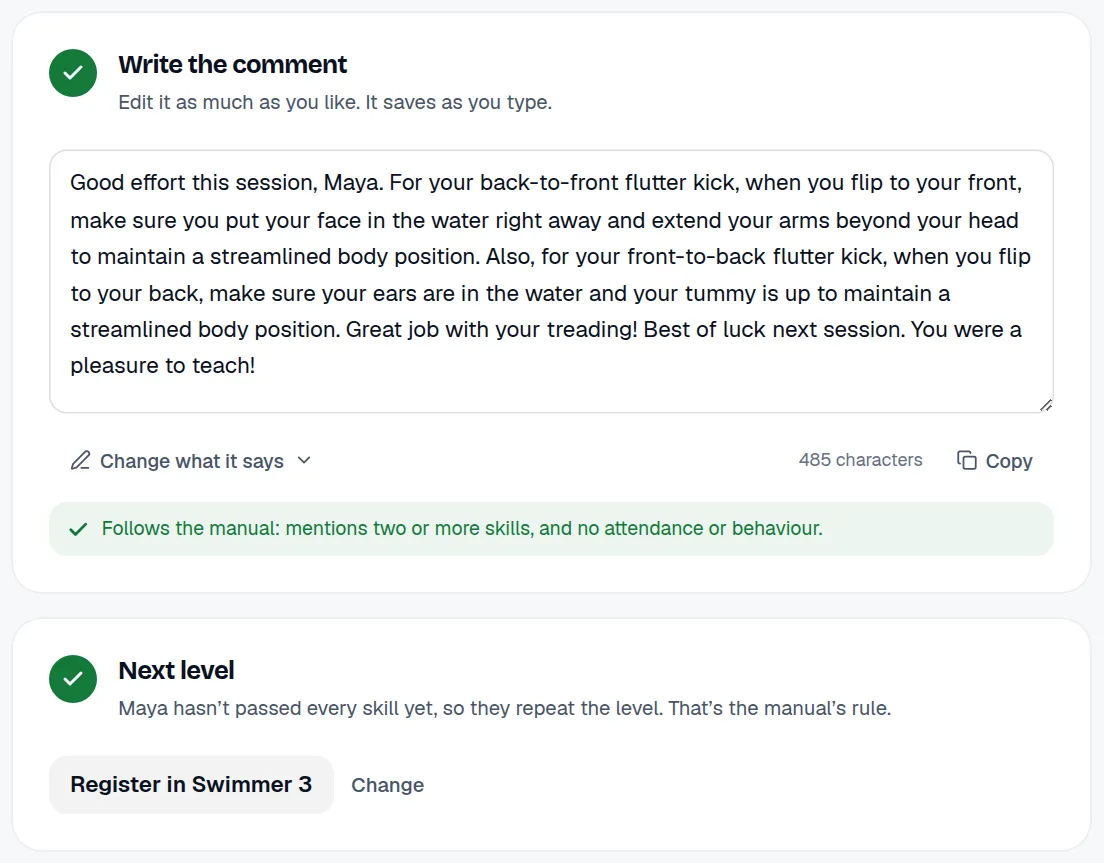 Write the comment
Edit it as much as you like. It saves as you type.
Good effort this session, Maya. For your back-to-front flutter kick, when you flip to your front,
make sure you put your face in the water right away and extend your arms beyond your head
to maintain a streamlined body position. Also, for your front-to-back flutter kick, when you flip
to your back, make sure your ears are in the water and your tummy is up to maintain a
streamlined body position. Great job with your treading! Best of luck next session. You were a
pleasure to teach!
Change what it says
485 characters
Copy
Follows the manual: mentions two or more skills, and no attendance or behaviour.
Next level
Maya hasn’t passed every skill yet, so they repeat the level. That’s the manual’s rule.
Register in Swimmer 3
Change